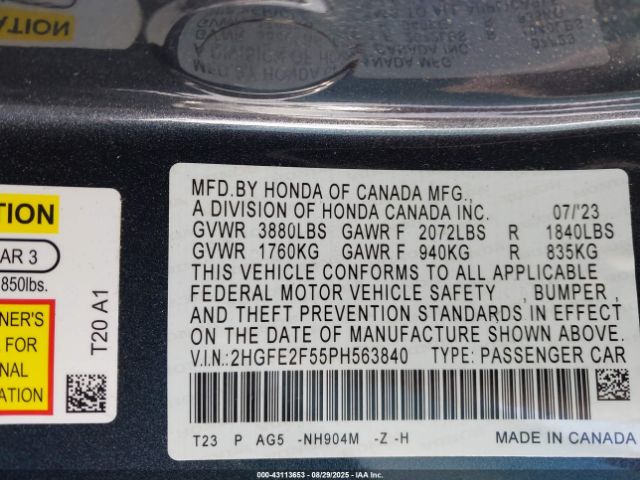 ATION
TION
AR 3
850lbs.
NER'S
FOR
NAL
ATION
T20 A1
MFD.BY HONDA OF CANADA MFG.,
A DIVISION OF HONDA CANADA INC. 07/'23
GVWR 3880LBS GAWR F 2072LBS R 1840LBS
GVWR 1760KG GAWR F 940KG R 835KG
THIS VEHICLE CONFORMS TO ALL APPLICABLE
FEDERAL MOTOR VEHICLE SAFETY , BUMPER ,
AND THEFT PREVENTION STANDARDS IN EFFECT
ON THE DATE OF MANUFACTURE SHOWN ABOVE.
V.I.N.:2HGFE2F55PH563840 TYPE: PASSENGER CAR
T23 P AG5 -NH904M -Z -H MADE IN CANADA
000-43113653 - 08/29/2025 - IAAI BRANDED